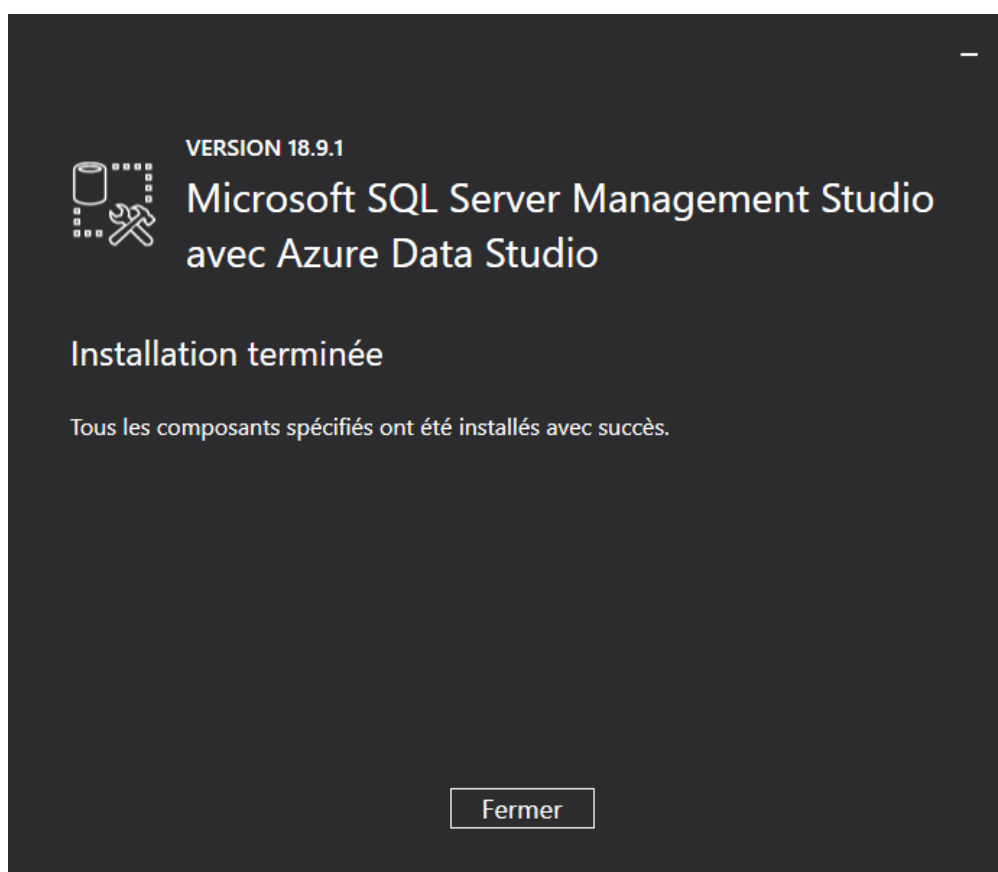 VERSION 18.9.1
Microsoft SQL Server Management Studio
avec Azure Data Studio
Installation terminée
Tous les composants spécifiés ont été installés avec succès.
Fermer